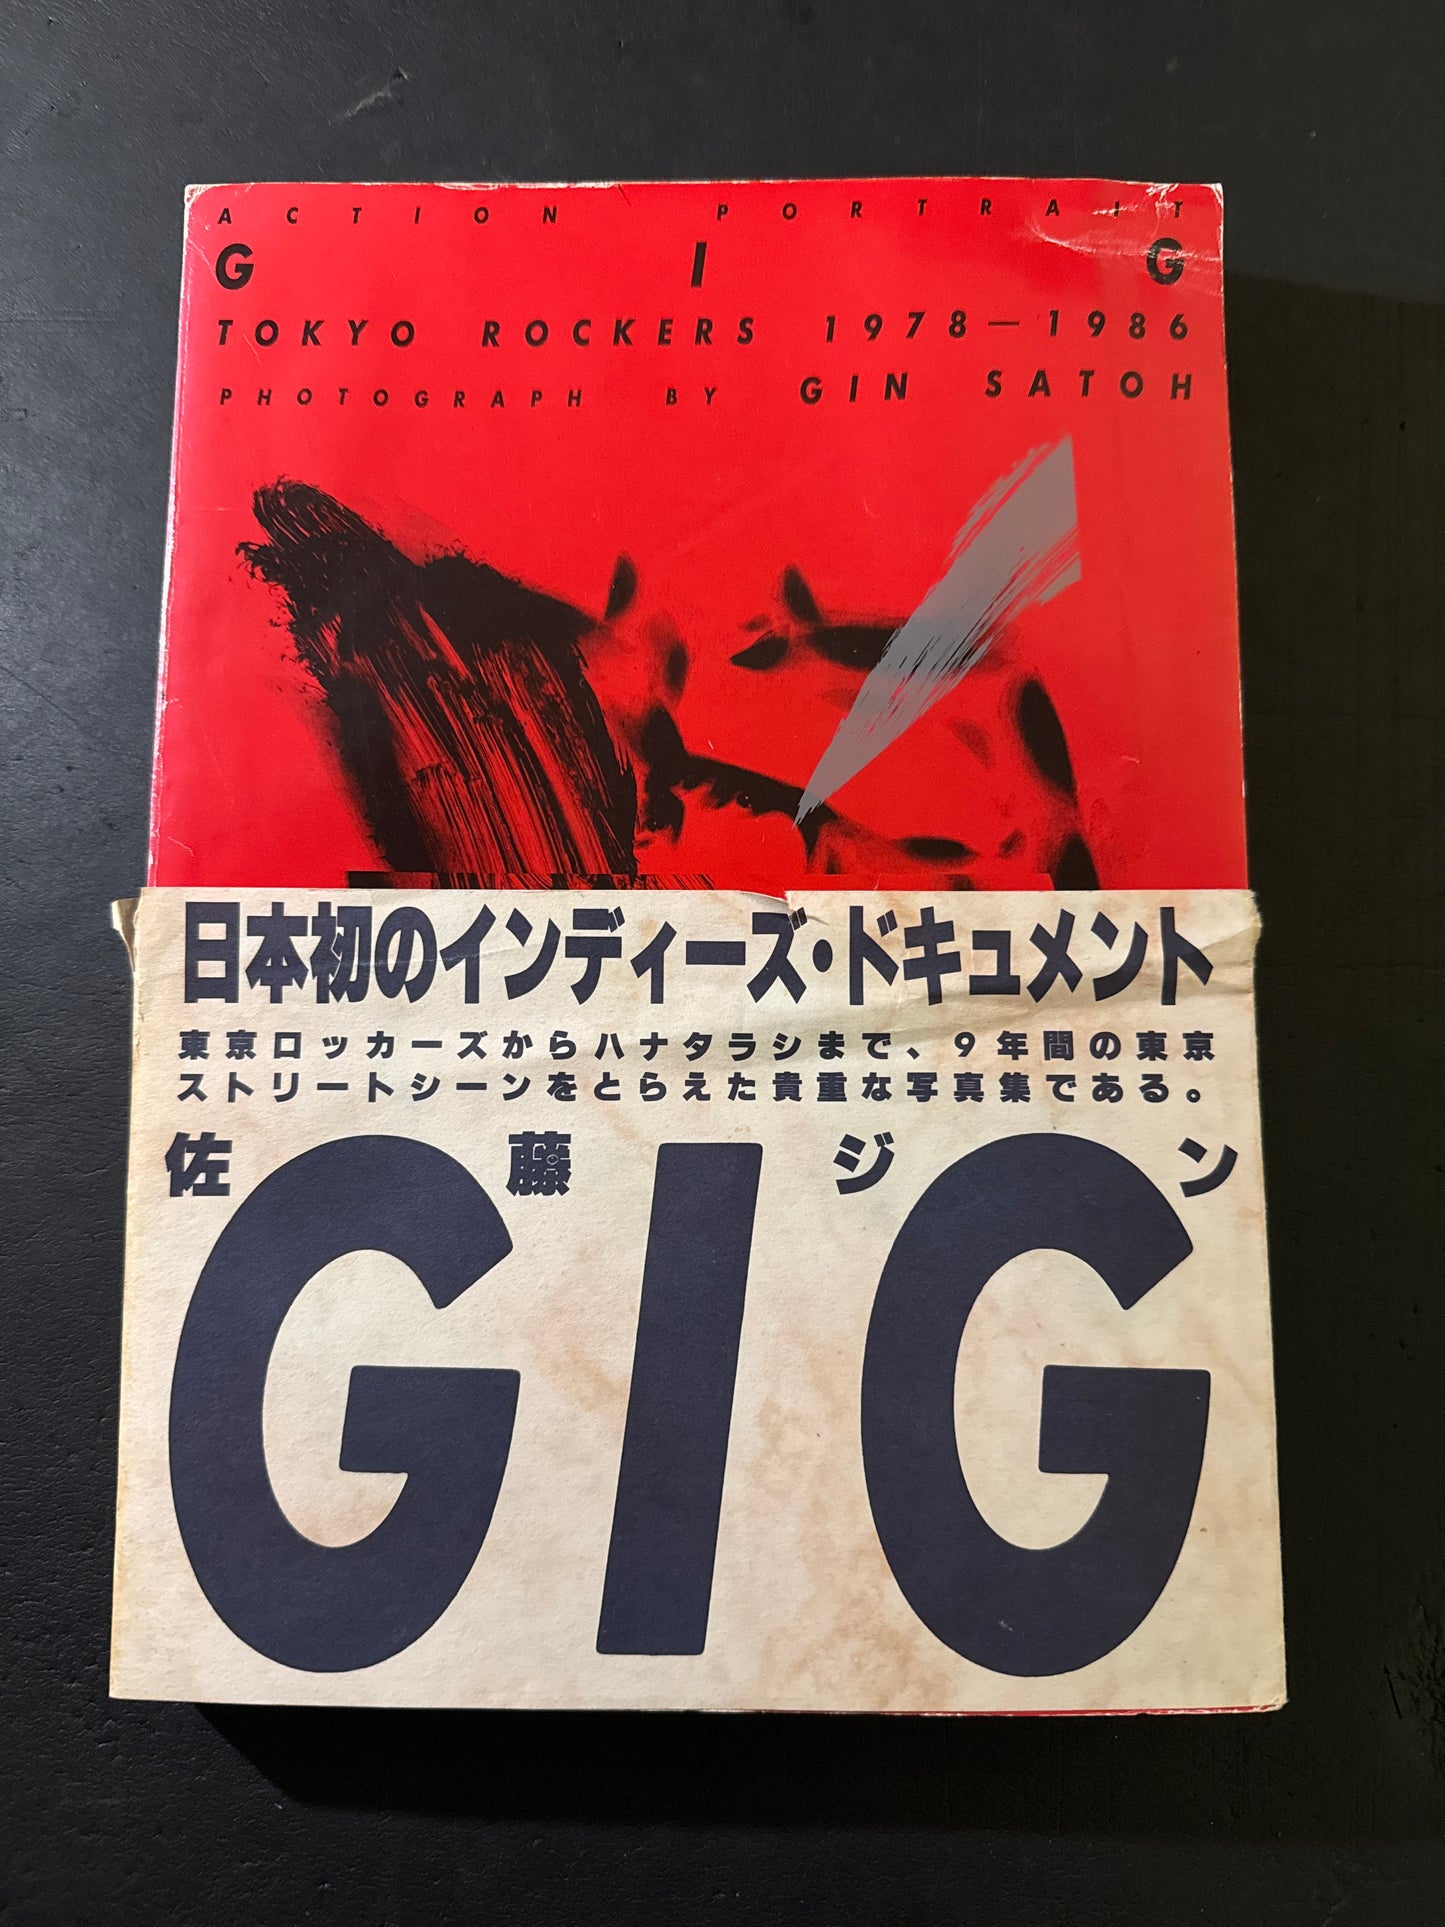 ACTION PORTRAIT
GIG
TOKYO ROCKERS 1978—1986
PHOTOGRAPH BY GIN SATOH
日本初のインディーズ・ドキュメント
東京ロッカーズからハナタラシまで、9年間の東京
ストリートシーンをとらえた貴重な写真集である。
佐藤ジン
GIG